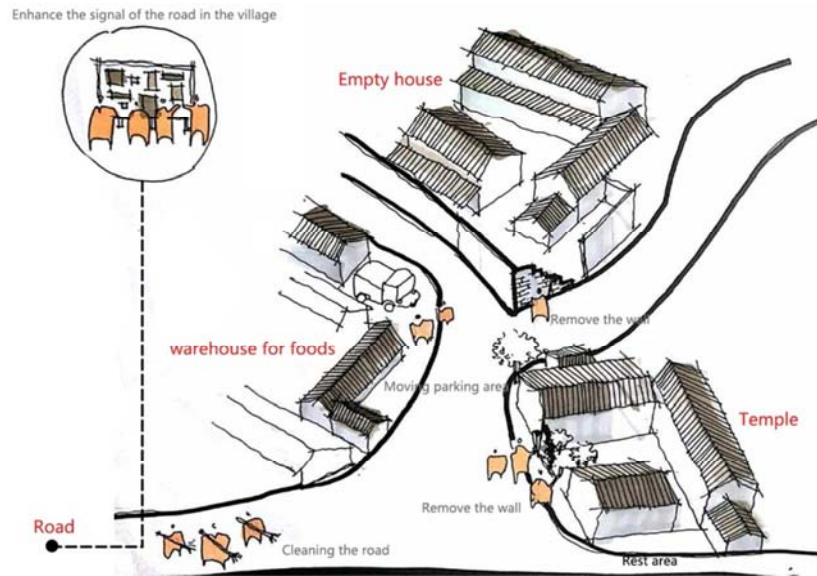 Enhance the signal of the road in the village
Empty house
Remove the wall
warehouse for foods
Moving parking area
Temple
Remove the wall
Road
Cleaning the road
Rest area